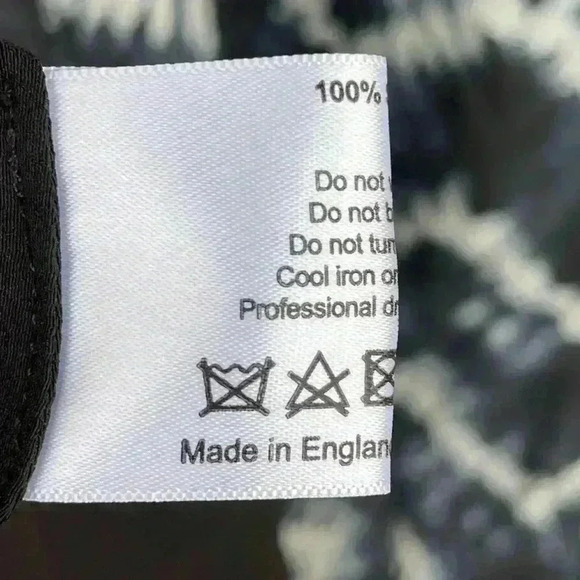 100%
Do not
Do not
Do not
Cool iron
Professional
Made in